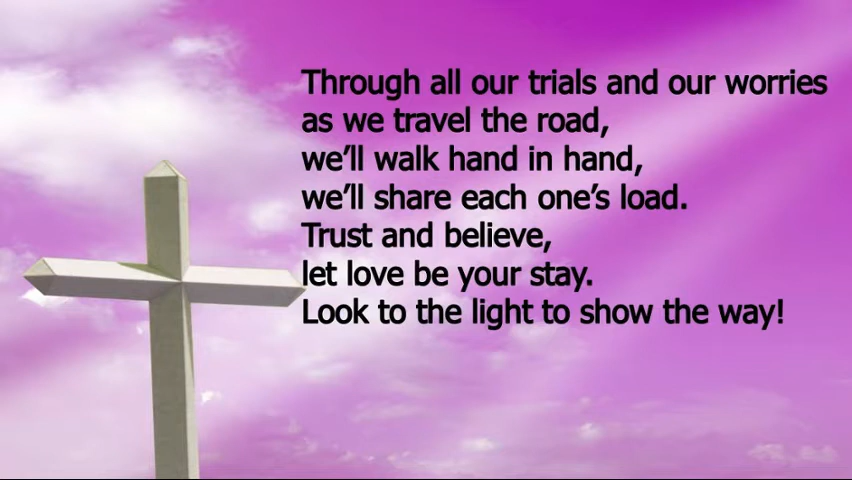 Through all our trials and our worries
as we travel the road,
we’ll walk hand in hand,
we’ll share each one’s load.
Trust and believe,
let love be your stay.
Look to the light to show the way!